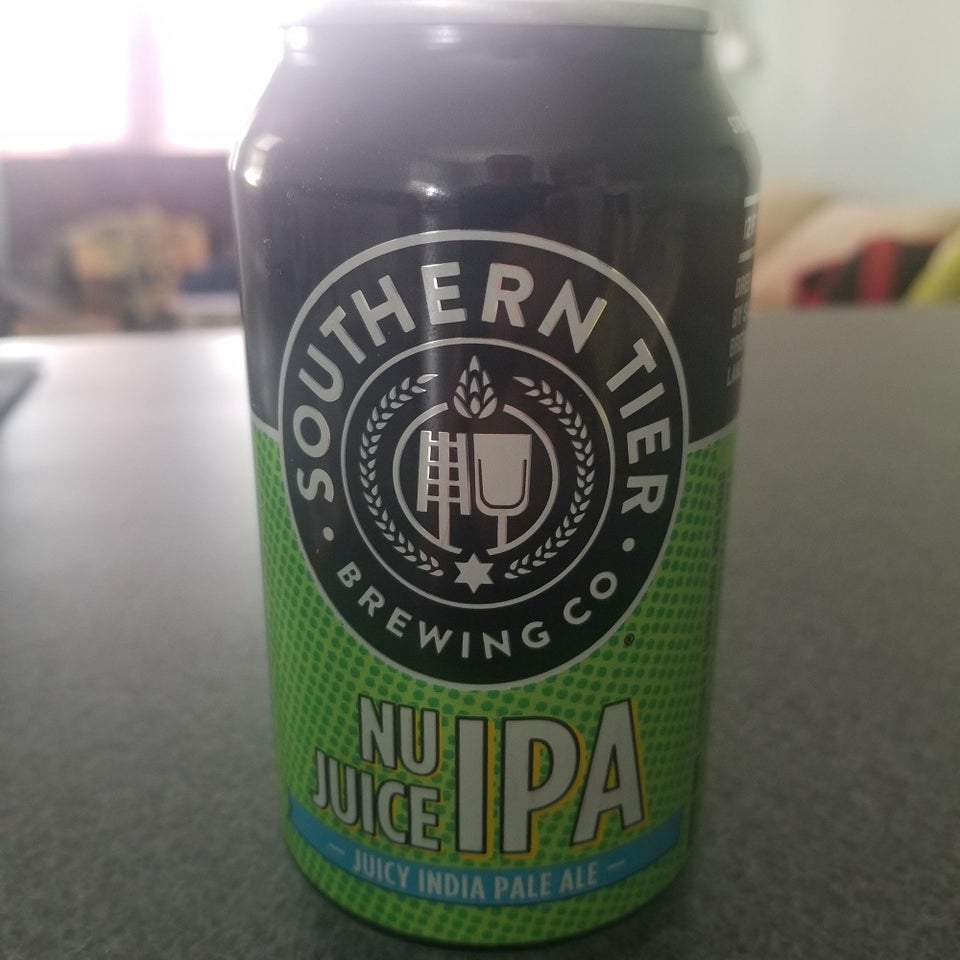 SOUTHERN TIER
BREWING CO
®
NU
JUICE
IPA
JUICY INDIA PALE ALE